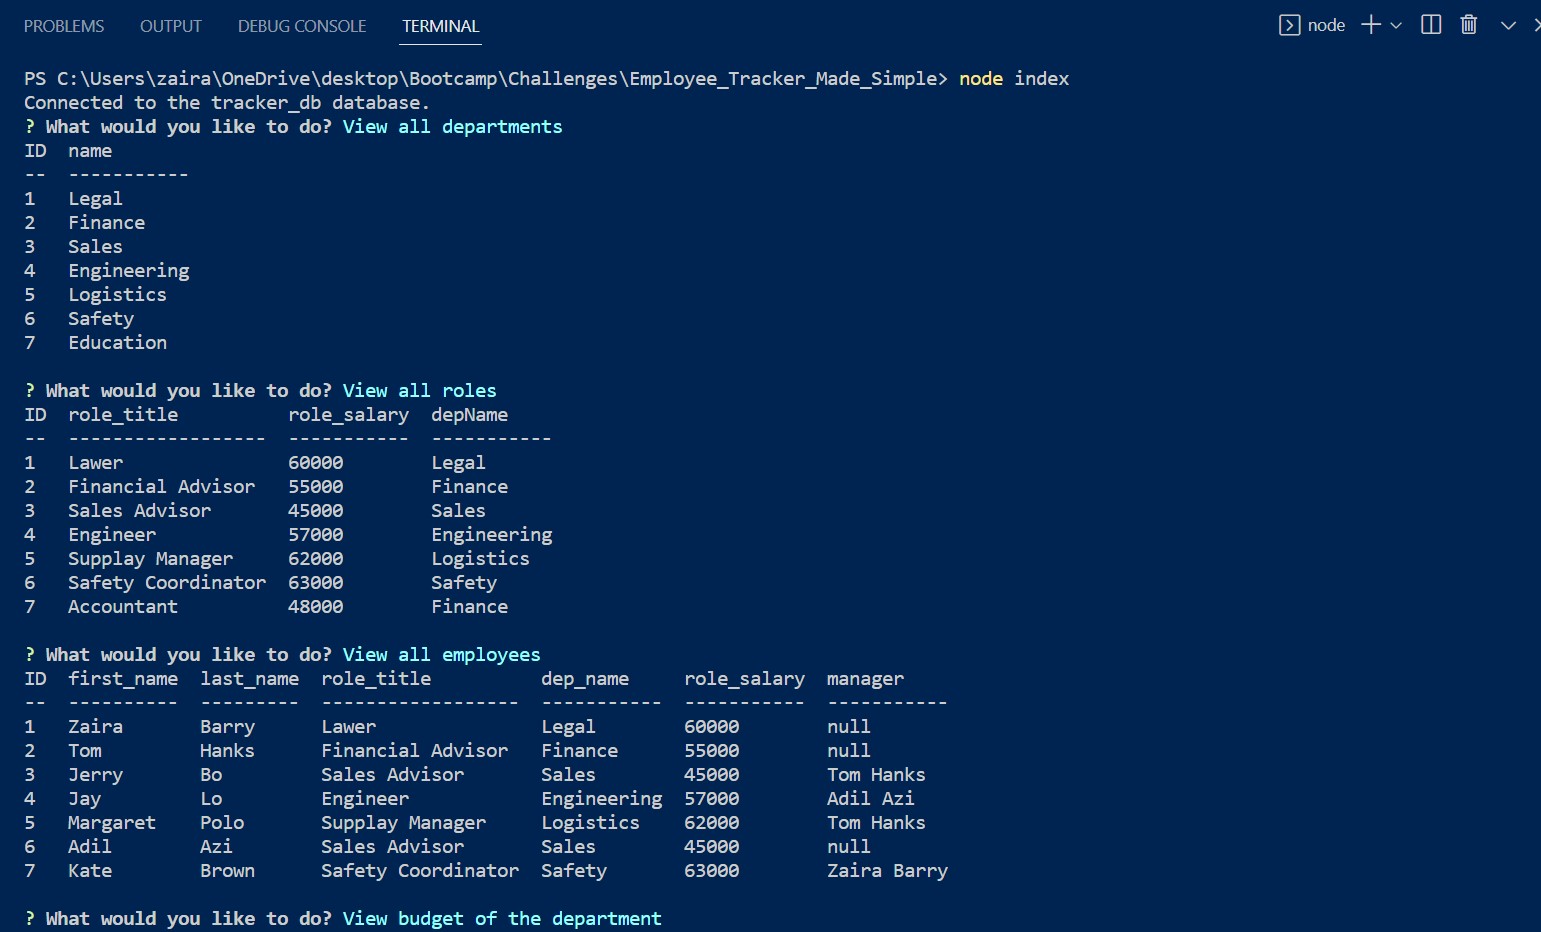 PROBLEMS OUTPUT DEBUG CONSOLE TERMINAL node
PS C:\Users\zaira\OneDrive\desktop\Bootcamp\Challenges\Employee_Tracker_Made_Simple> node index
Connected to the tracker_db database.
? What would you like to do? View all departments
ID  name
--  -----------
1   Legal
2   Finance
3   Sales
4   Engineering
5   Logistics
6   Safety
7   Education
? What would you like to do? View all roles
ID  role_title          role_salary  depName
--  ------------------  -----------  -----------
1   Lawer               60000        Legal
2   Financial Advisor   55000        Finance
3   Sales Advisor       45000        Sales
4   Engineer            57000        Engineering
5   Supplay Manager     62000        Logistics
6   Safety Coordinator  63000        Safety
7   Accountant          48000        Finance
? What would you like to do? View all employees
ID  first_name  last_name  role_title          dep_name     role_salary  manager
--  ----------  ---------  ------------------  -----------  -----------  -----------
1   Zaira       Barry      Lawer               Legal        60000        null
2   Tom         Hanks      Financial Advisor   Finance      55000        null
3   Jerry       Bo         Sales Advisor       Sales        45000        Tom Hanks
4   Jay         Lo         Engineer            Engineering  57000        Adil Azi
5   Margaret    Polo       Supplay Manager     Logistics    62000        Tom Hanks
6   Adil        Azi        Sales Advisor       Sales        45000        null
7   Kate        Brown      Safety Coordinator  Safety       63000        Zaira Barry
? What would you like to do? View budget of the department